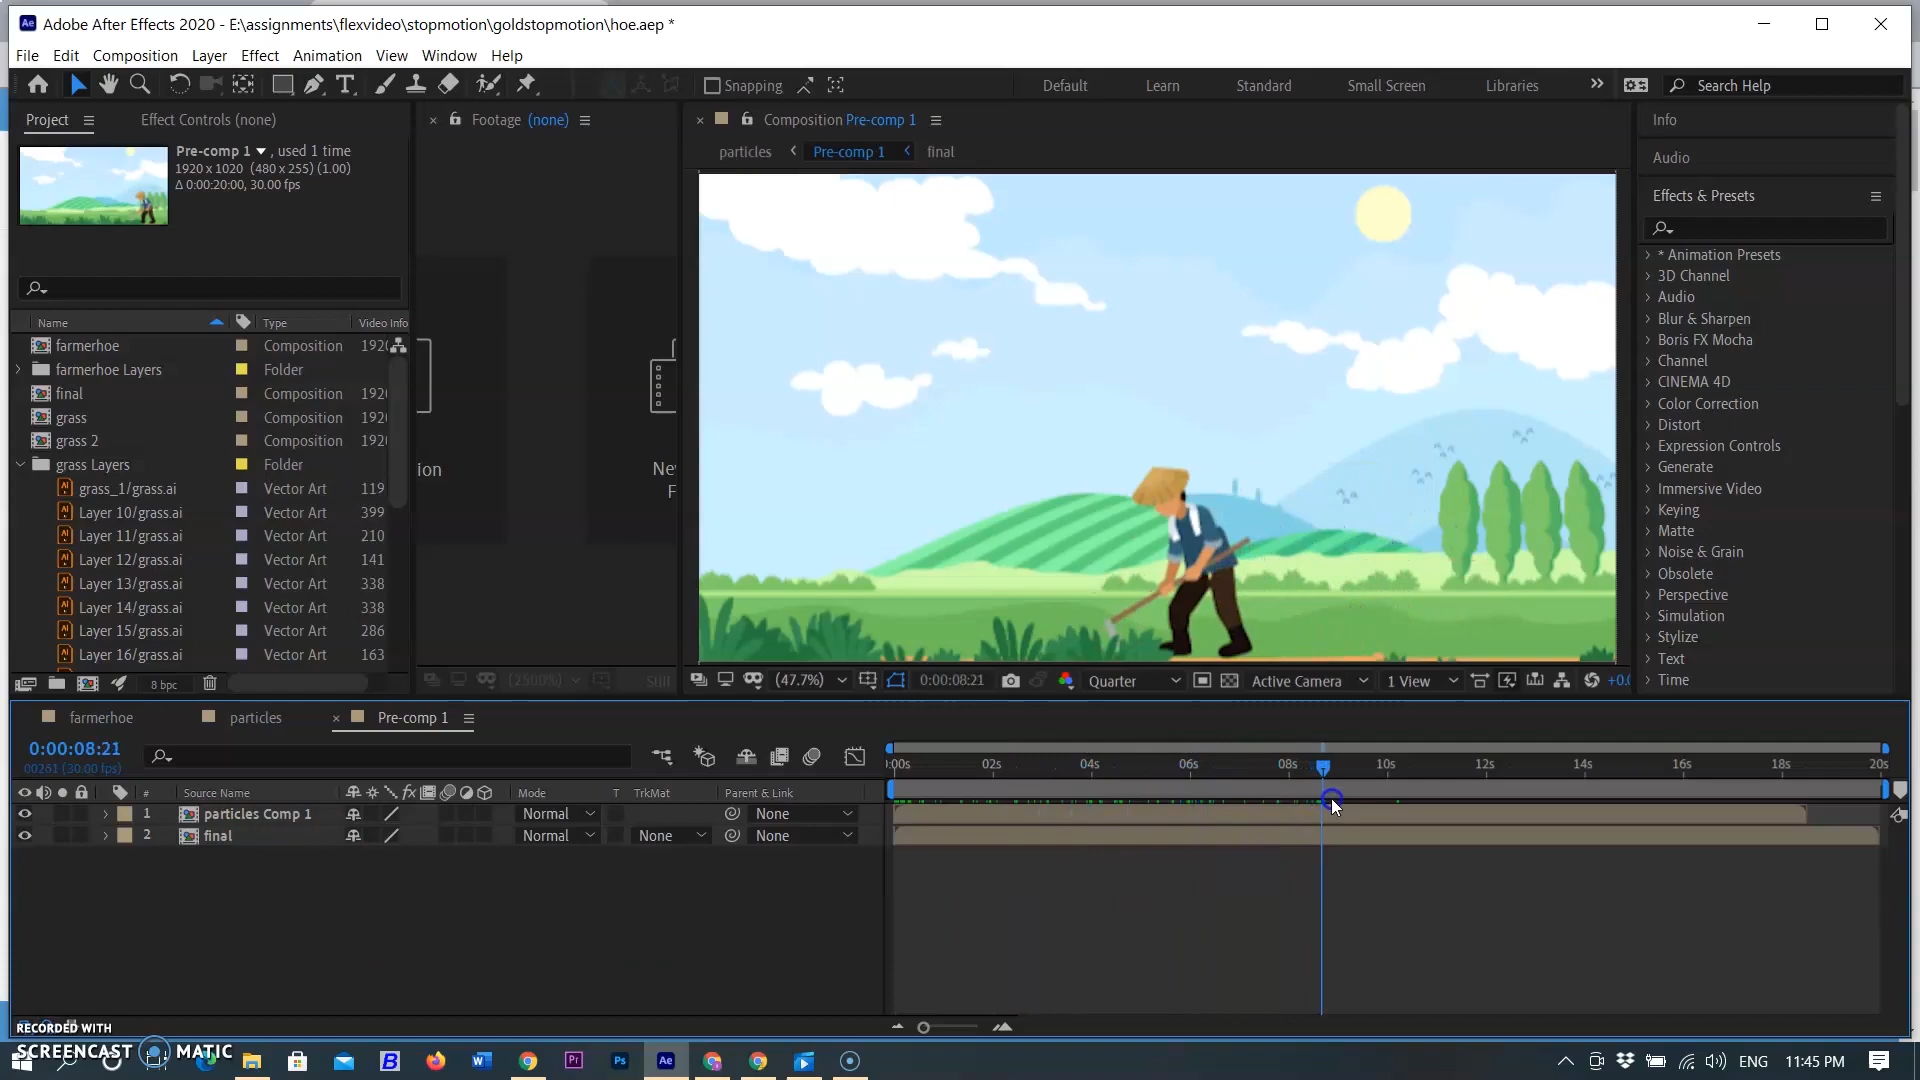 Adobe After Effects 2020 - E:\assignments\flexvideo\stopmotion\goldstopmotion\hoe.aep *
File Edit Composition Layer Effect Animation View Window Help
Snapping Default Learn Standard Small Screen Libraries Search Help
Project Effect Controls (none) Footage (none) Composition Pre-comp 1 Info
particles Pre-comp 1 final
Audio
Pre-comp 1, used 1 time
1920 x 1020 (480 x 255) (1.00)
Δ 0:00:20:00, 30.00 fps
Effects & Presets
* Animation Presets
3D Channel
Audio
Blur & Sharpen
Boris FX Mocha
Channel
CINEMA 4D
Color Correction
Distort
Expression Controls
Generate
Immersive Video
Keying
Matte
Noise & Grain
Obsolete
Perspective
Simulation
Stylize
Text
Time
Name Type Video Info
farmerhoe Composition 192
farmerhoe Layers Folder
final Composition 192
grass Composition 192
grass 2 Composition 192
grass Layers Folder
grass_1/grass.ai Vector Art 119
Layer 10/grass.ai Vector Art 399
Layer 11/grass.ai Vector Art 210
Layer 12/grass.ai Vector Art 141
Layer 13/grass.ai Vector Art 338
Layer 14/grass.ai Vector Art 338
Layer 15/grass.ai Vector Art 286
Layer 16/grass.ai Vector Art 163
ion
Ne
F
8 bpc (2500%) (47.7%) 0:00:08:21 Quarter Active Camera 1 View +0.0
farmerhoe particles Pre-comp 1
0:00:08:21
00261 (30.00 fps)
:00s 02s 04s 06s 08s 10s 12s 14s 16s 18s 20s
# Source Name Mode T TrkMat Parent & Link
1 particles Comp 1 Normal None
2 final Normal None None
RECORDED WITH
SCREENCAST MATIC
ENG 11:45 PM